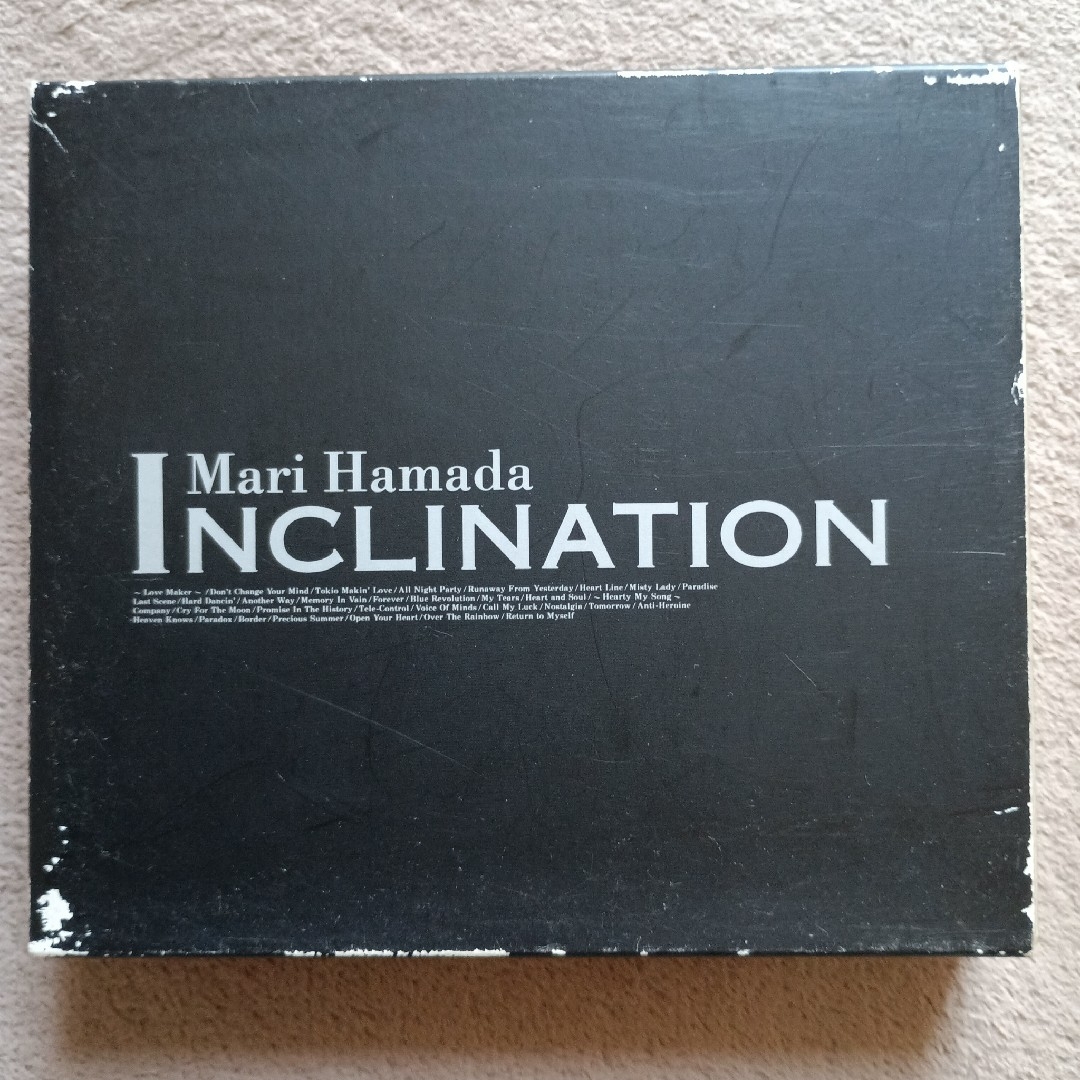 Mari Hamada
INCLINATION
~ Love Maker ~ /Don't Change Your Mind/Tokio Makin' Love/All Night Party/Runaway From Yesterday/Heart Line/Misty Lady/Paradise
Last Scene/Hard Dancin'/Another Way/Memory In Vain/Forever/Blue Revolution/My Tears/Heart and Soul/~Hearty My Song~
Company/Cry For The Moon/Promise In The History/Tele-Control/Voice Of Minds/Call My Luck/Nostalgia/Tomorrow/Anti-Heroine
Heaven Knows/Paradox/Border/Precious Summer/Open Your Heart/Over The Rainbow/Return to Myself